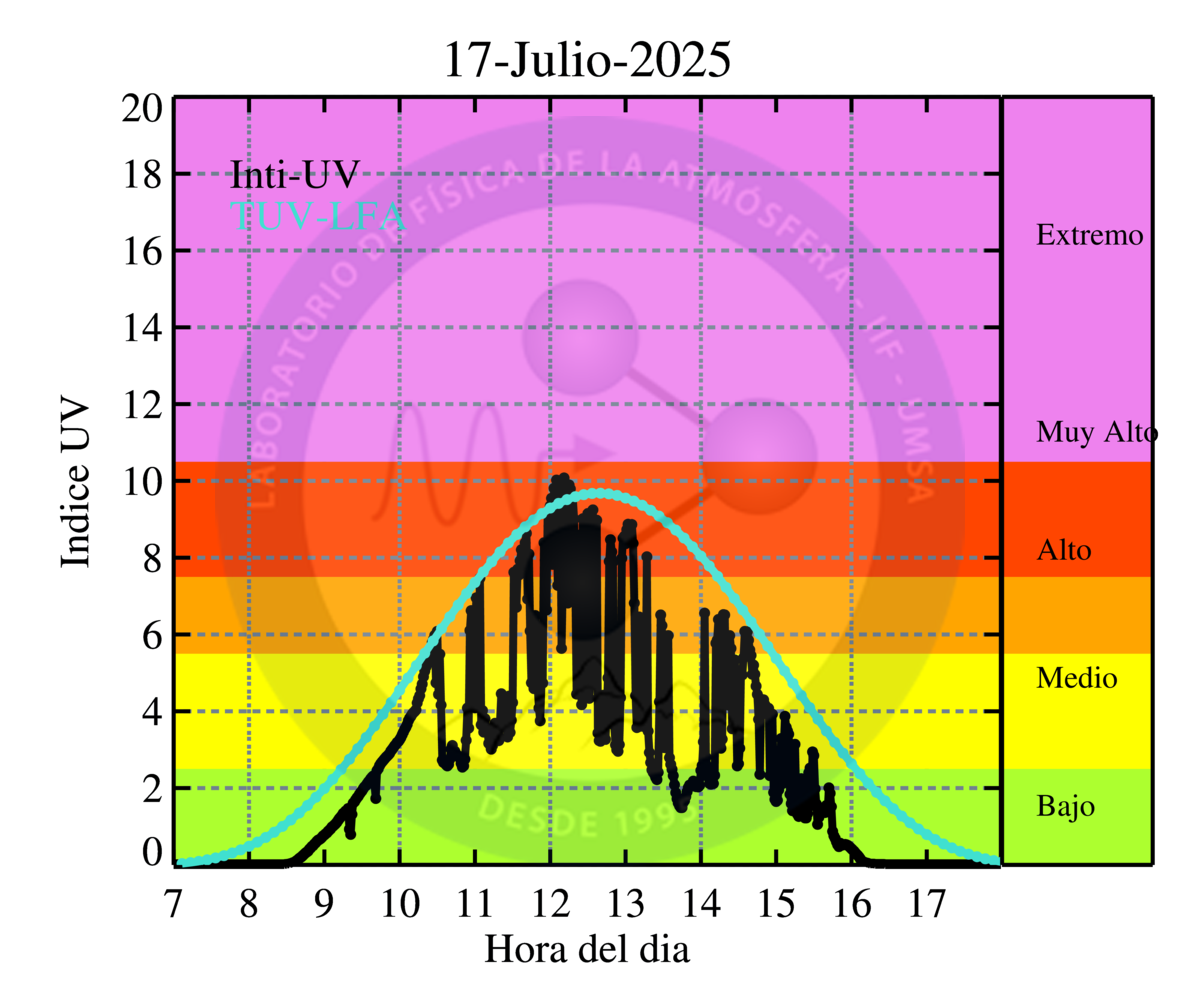 17-Julio-2025
Inti-UV
TUV-LFA
Indice UV
20
18
16
14
12
10
8
6
4
2
0
7 8 9 10 11 12 13 14 15 16 17
Hora del dia
Extremo
Muy Alto
Alto
Medio
Bajo
LABORATORIO DE FÍSICA DE LA ATMÓSFERA - IIF - UMSA
DESDE 1995